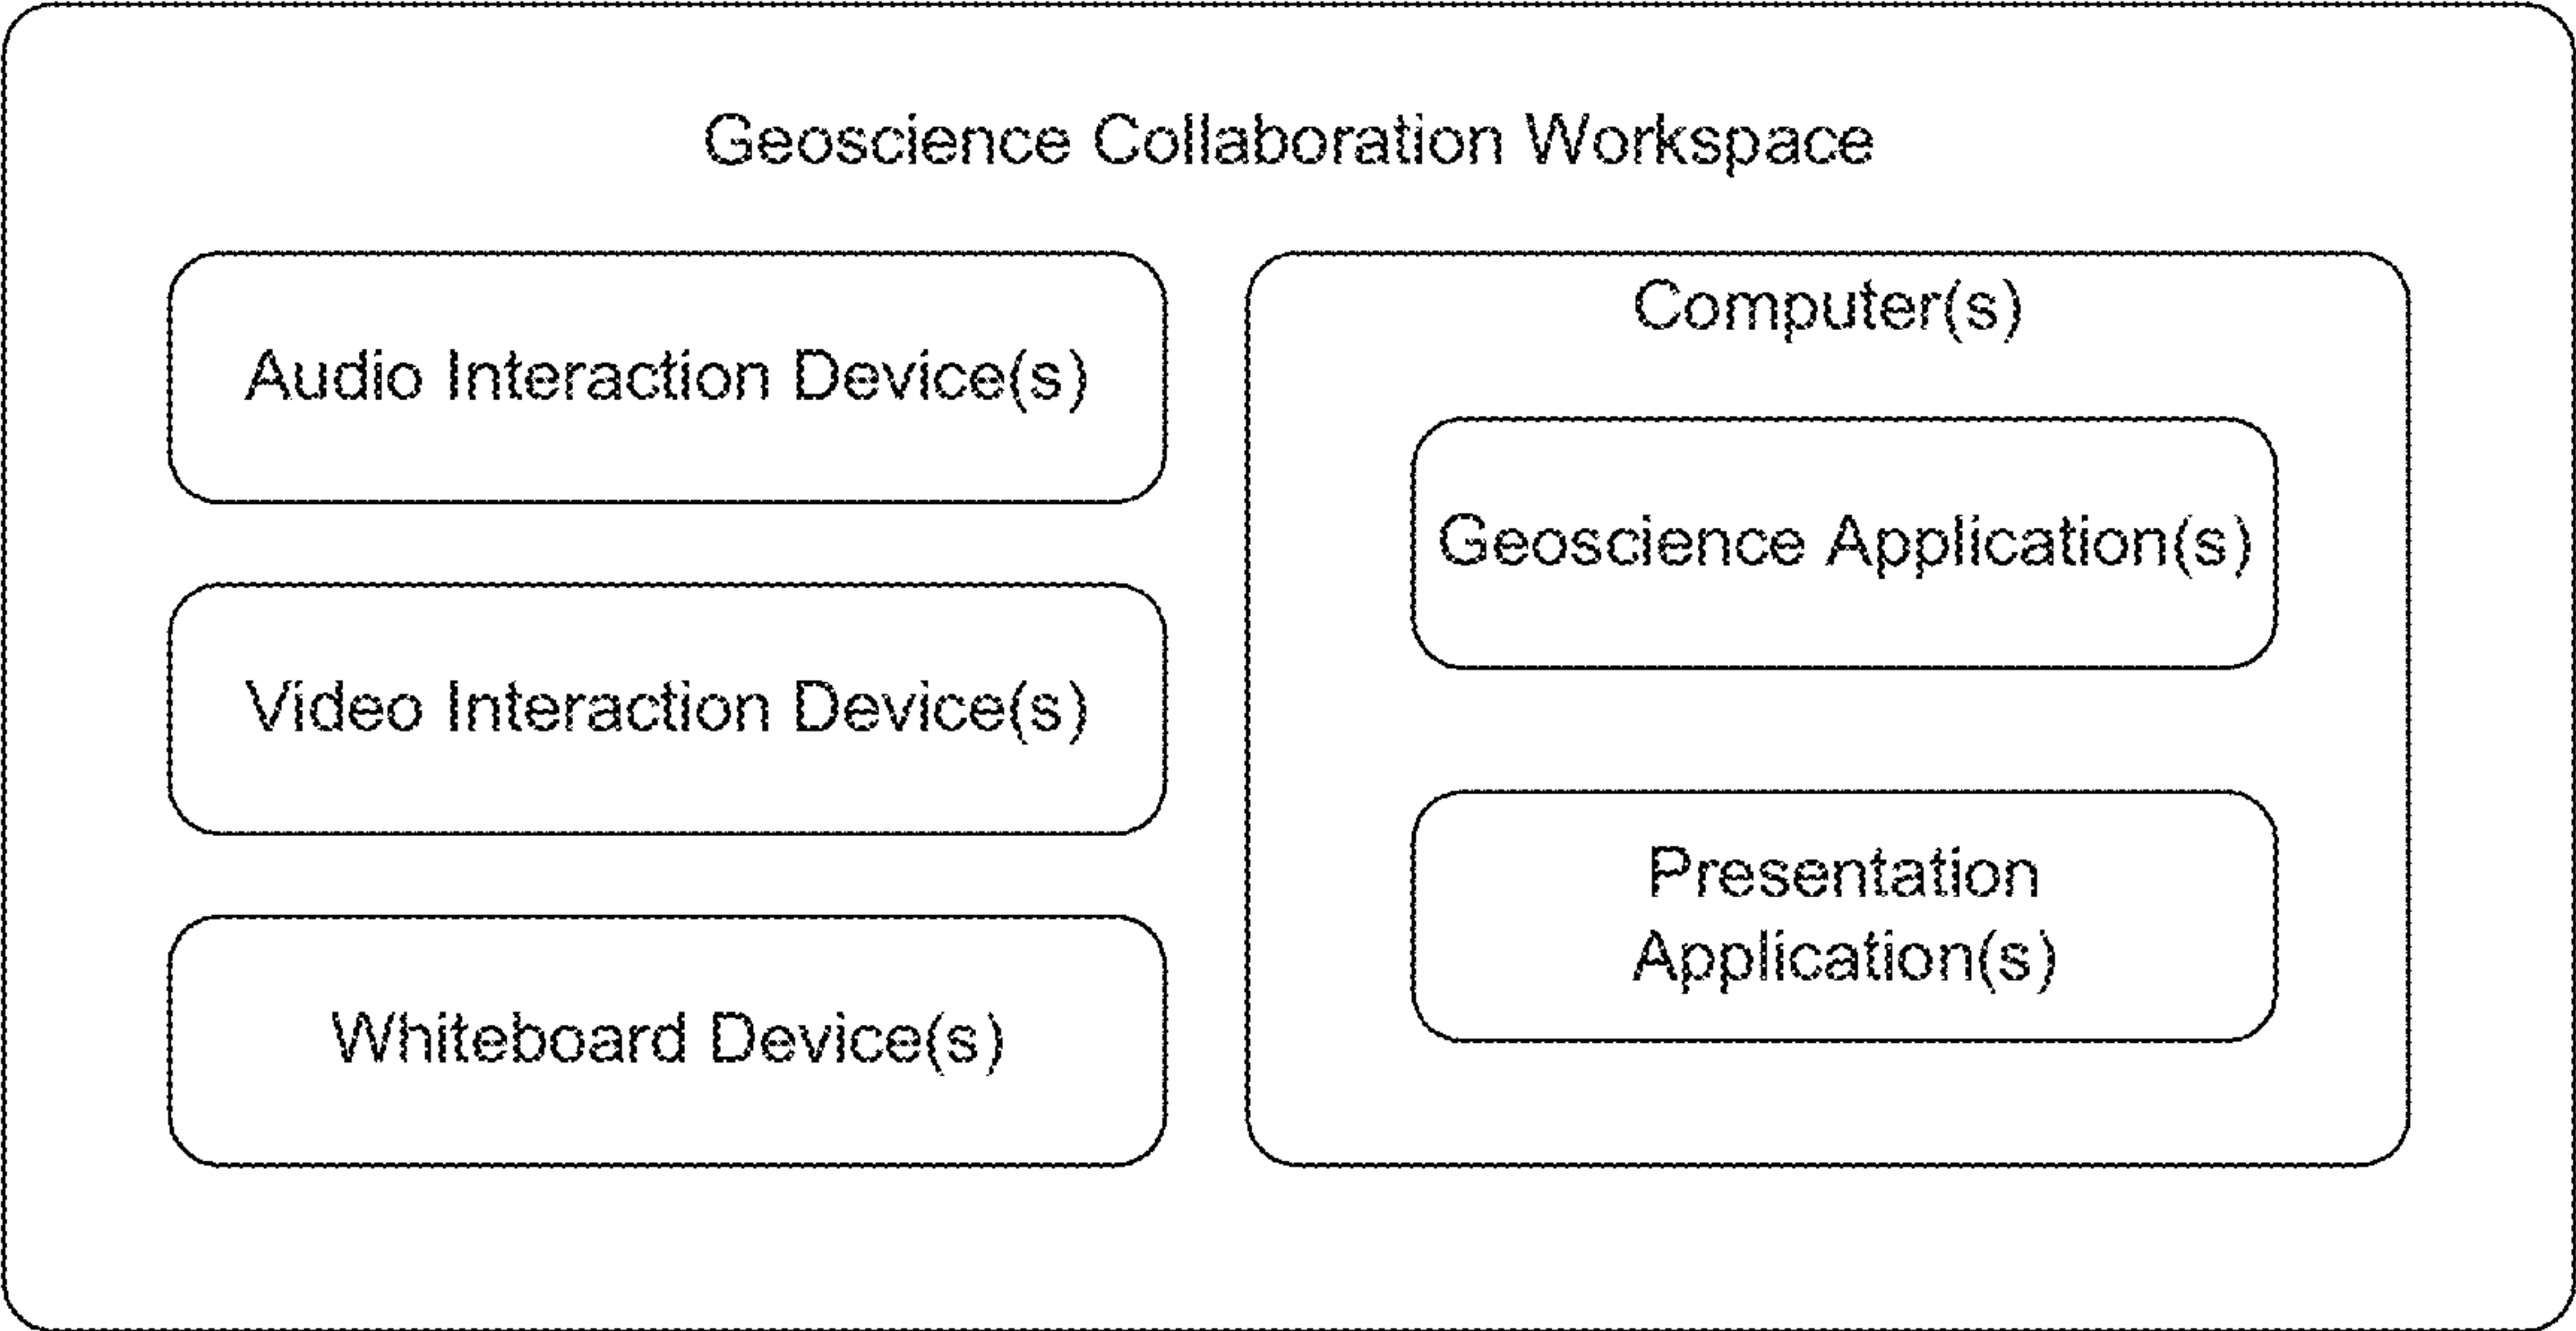 Geoscience Collaboration Workspace
Audio Interaction Device(s)
Video Interaction Device(s)
Whiteboard Device(s)
Computer(s)
Geoscience Application(s)
Presentation
Application(s)